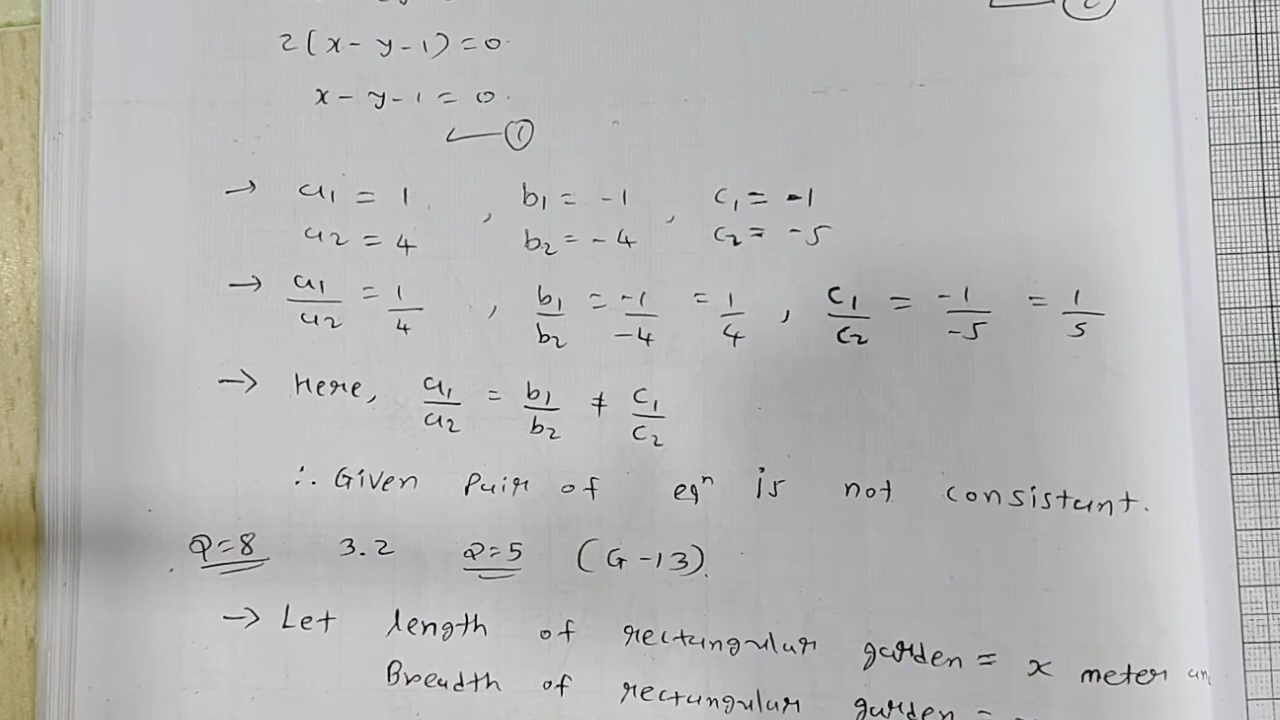 2(x-y-1)=0.
x-y-1=0.
①
→ a1 = 1, b1 = -1, c1 = -1
a2 = 4 b2 = -4 c2 = -5
→ a1/a2 = 1/4, b1/b2 = -1/-4 = 1/4, c1/c2 = -1/-5 = 1/5
→ Here, a1/a2 = b1/b2 ≠ c1/c2
∴ Given Pair of eqn is not consistant.
Q=8 3.2 Q=5 (G-13).
→ Let length of rectangular garden = x meter
Breadth of rectangular garden =